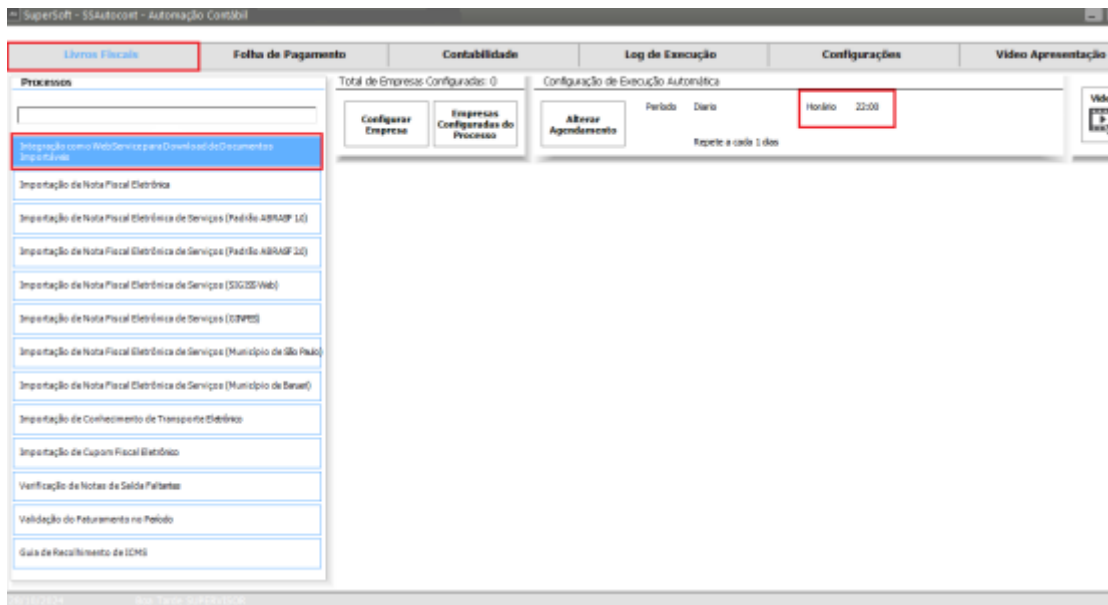 SuperSoft - SSAutocont - Automação Contábil
Livros Fiscais
Folha de Pagamento
Contabilidade
Log de Execução
Configurações
Video Apresentação
Processos
Total de Empresas Configuradas: 0
Configuração de Execução Automática
Configurar Empresa
Empresas Configuradas do Processo
Alterar Agendamento
Período Diario
Horário 22:00
Repete a cada 1 dias
Integração com o WebService para Download de Documentos
Importáveis
Importação de Nota Fiscal Eletrônica
Importação de Nota Fiscal Eletrônica de Serviços (Padrão ABRASF 1.0)
Importação de Nota Fiscal Eletrônica de Serviços (Padrão ABRASF 2.0)
Importação de Nota Fiscal Eletrônica de Serviços (SIGISS Web)
Importação de Nota Fiscal Eletrônica de Serviços (GINFES)
Importação de Nota Fiscal Eletrônica de Serviços (Município de São Paulo)
Importação de Nota Fiscal Eletrônica de Serviços (Município de Barueri)
Importação de Conhecimento de Transporte Eletrônico
Importação de Cupom Fiscal Eletrônico
Verificação de Notas de Saída Faltantes
Validação do Faturamento no Período
Guia de Recolhimento de ICMS